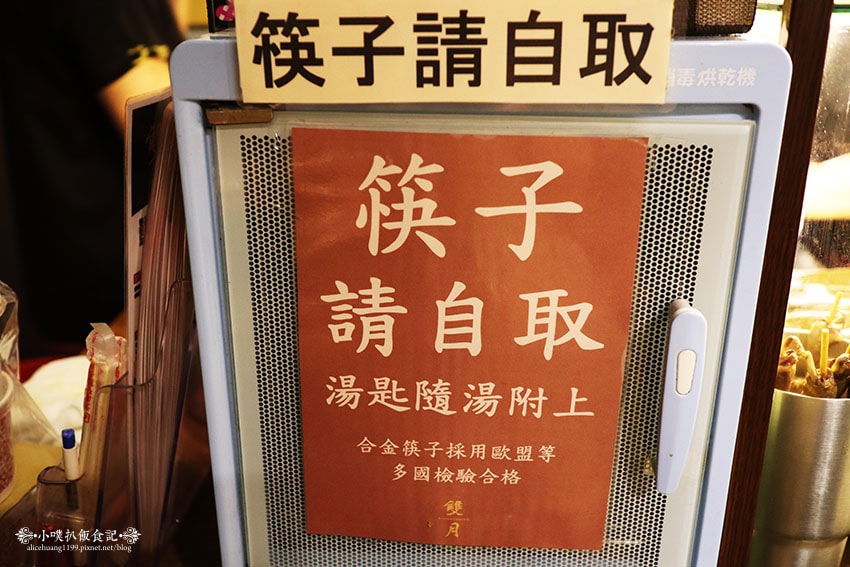 筷子請自取
消毒烘乾機
筷子
請自取
湯匙隨湯附上
合金筷子採用歐盟等
多國檢驗合格
雙
月
小噗扒飯食記
alicehuang1199.pixnet.net/blog